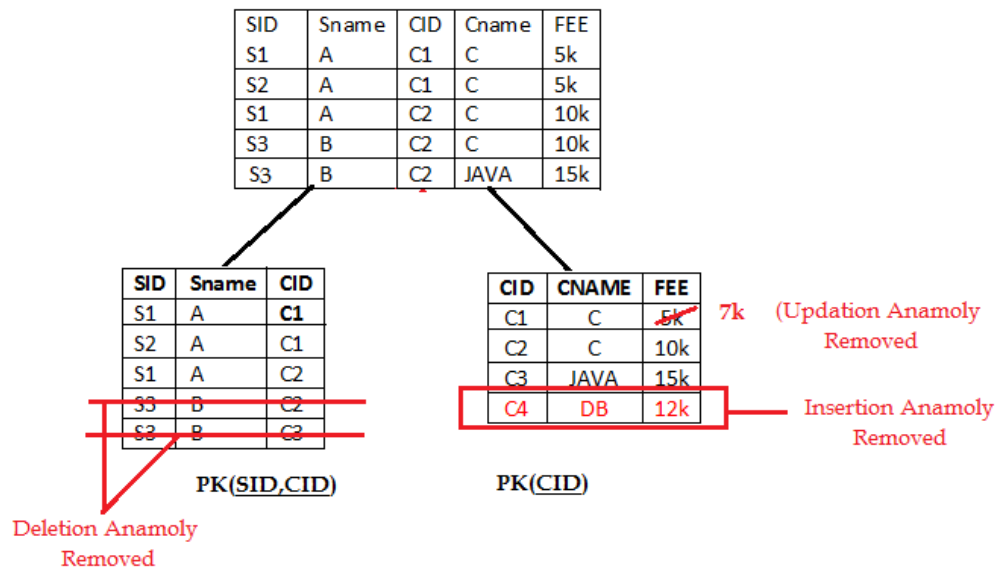 SID Sname CID Cname FEE
S1 A C1 C 5k
S2 A C1 C 5k
S1 A C2 C 10k
S3 B C2 C 10k
S3 B C2 JAVA 15k
SID Sname CID
S1 A C1
S2 A C1
S1 A C2
S3 B C2
S3 B C3
PK(SID,CID)
Deletion Anamoly
Removed
CID CNAME FEE
C1 C 5k 7k (Updation Anamoly
Removed
C2 C 10k
C3 JAVA 15k
C4 DB 12k Insertion Anamoly
Removed
PK(CID)